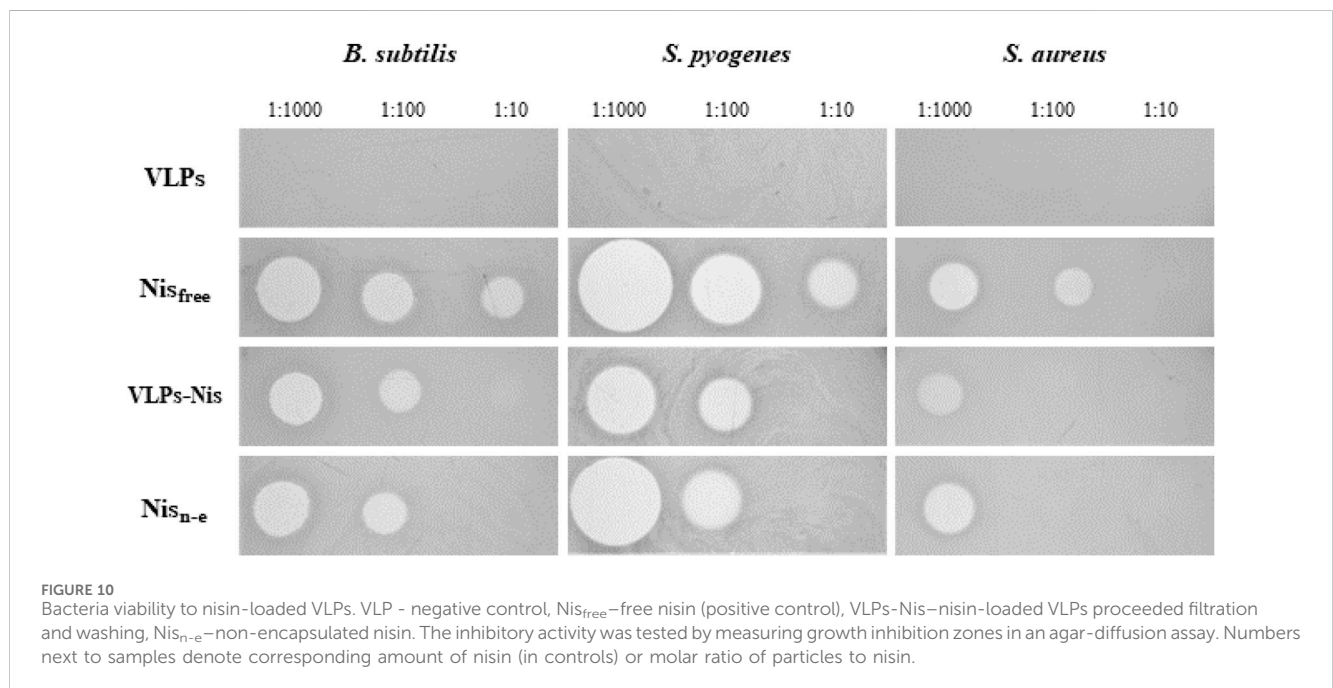 B. subtilis S. pyogenes S. aureus
1:1000 1:100 1:10 1:1000 1:100 1:10 1:1000 1:100 1:10
VLPs
Nisfree
VLPs-Nis
Nisn-e
FIGURE 10
Bacteria viability to nisin-loaded VLPs. VLP - negative control, Nisfree–free nisin (positive control), VLPs-Nis–nisin-loaded VLPs proceeded filtration
and washing, Nisn-e–non-encapsulated nisin. The inhibitory activity was tested by measuring growth inhibition zones in an agar-diffusion assay. Numbers
next to samples denote corresponding amount of nisin (in controls) or molar ratio of particles to nisin.